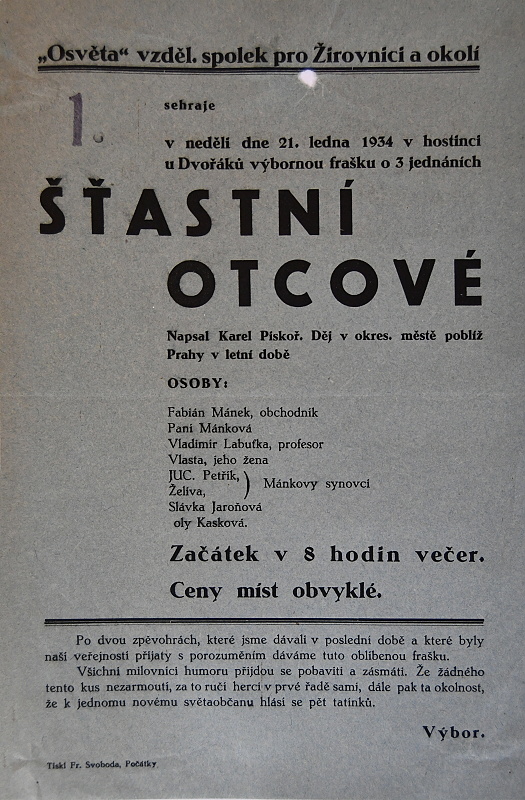 „Osvěta“ vzděl. spolek pro Žirovnici a okolí
1.
sehraje
v neděli dne 21. ledna 1934 v hostinci
u Dvořáků výbornou frašku o 3 jednáních
ŠŤASTNÍ
OTCOVÉ
Napsal Karel Piskoř. Děj v okres. městě poblíž
Prahy v letní době
OSOBY:
Fabián Mánek, obchodník
Paní Mánková
Vladimír Labuťka, profesor
Vlasta, jeho žena
JUC. Petřík,
Želiva,
) Mánkovy synovci
Slávka Jaroňová
oly Kasková.
Začátek v 8 hodin večer.
Ceny míst obvyklé.
Po dvou zpěvohrách, které jsme dávali v poslední době a které byly
naší veřejností přijaty s porozuměním dáváme tuto oblíbenou frašku.
Všichni milovníci humoru přijdou se pobaviti a zásmáti. Že žádného
tento kus nezarmoutí, za to ručí herci v prvé řadě sami, dále pak ta okolnost,
že k jednomu novému světaobčanu hlásí se pět tatínků.
Výbor.
Tiskl Fr. Svoboda, Počátky.